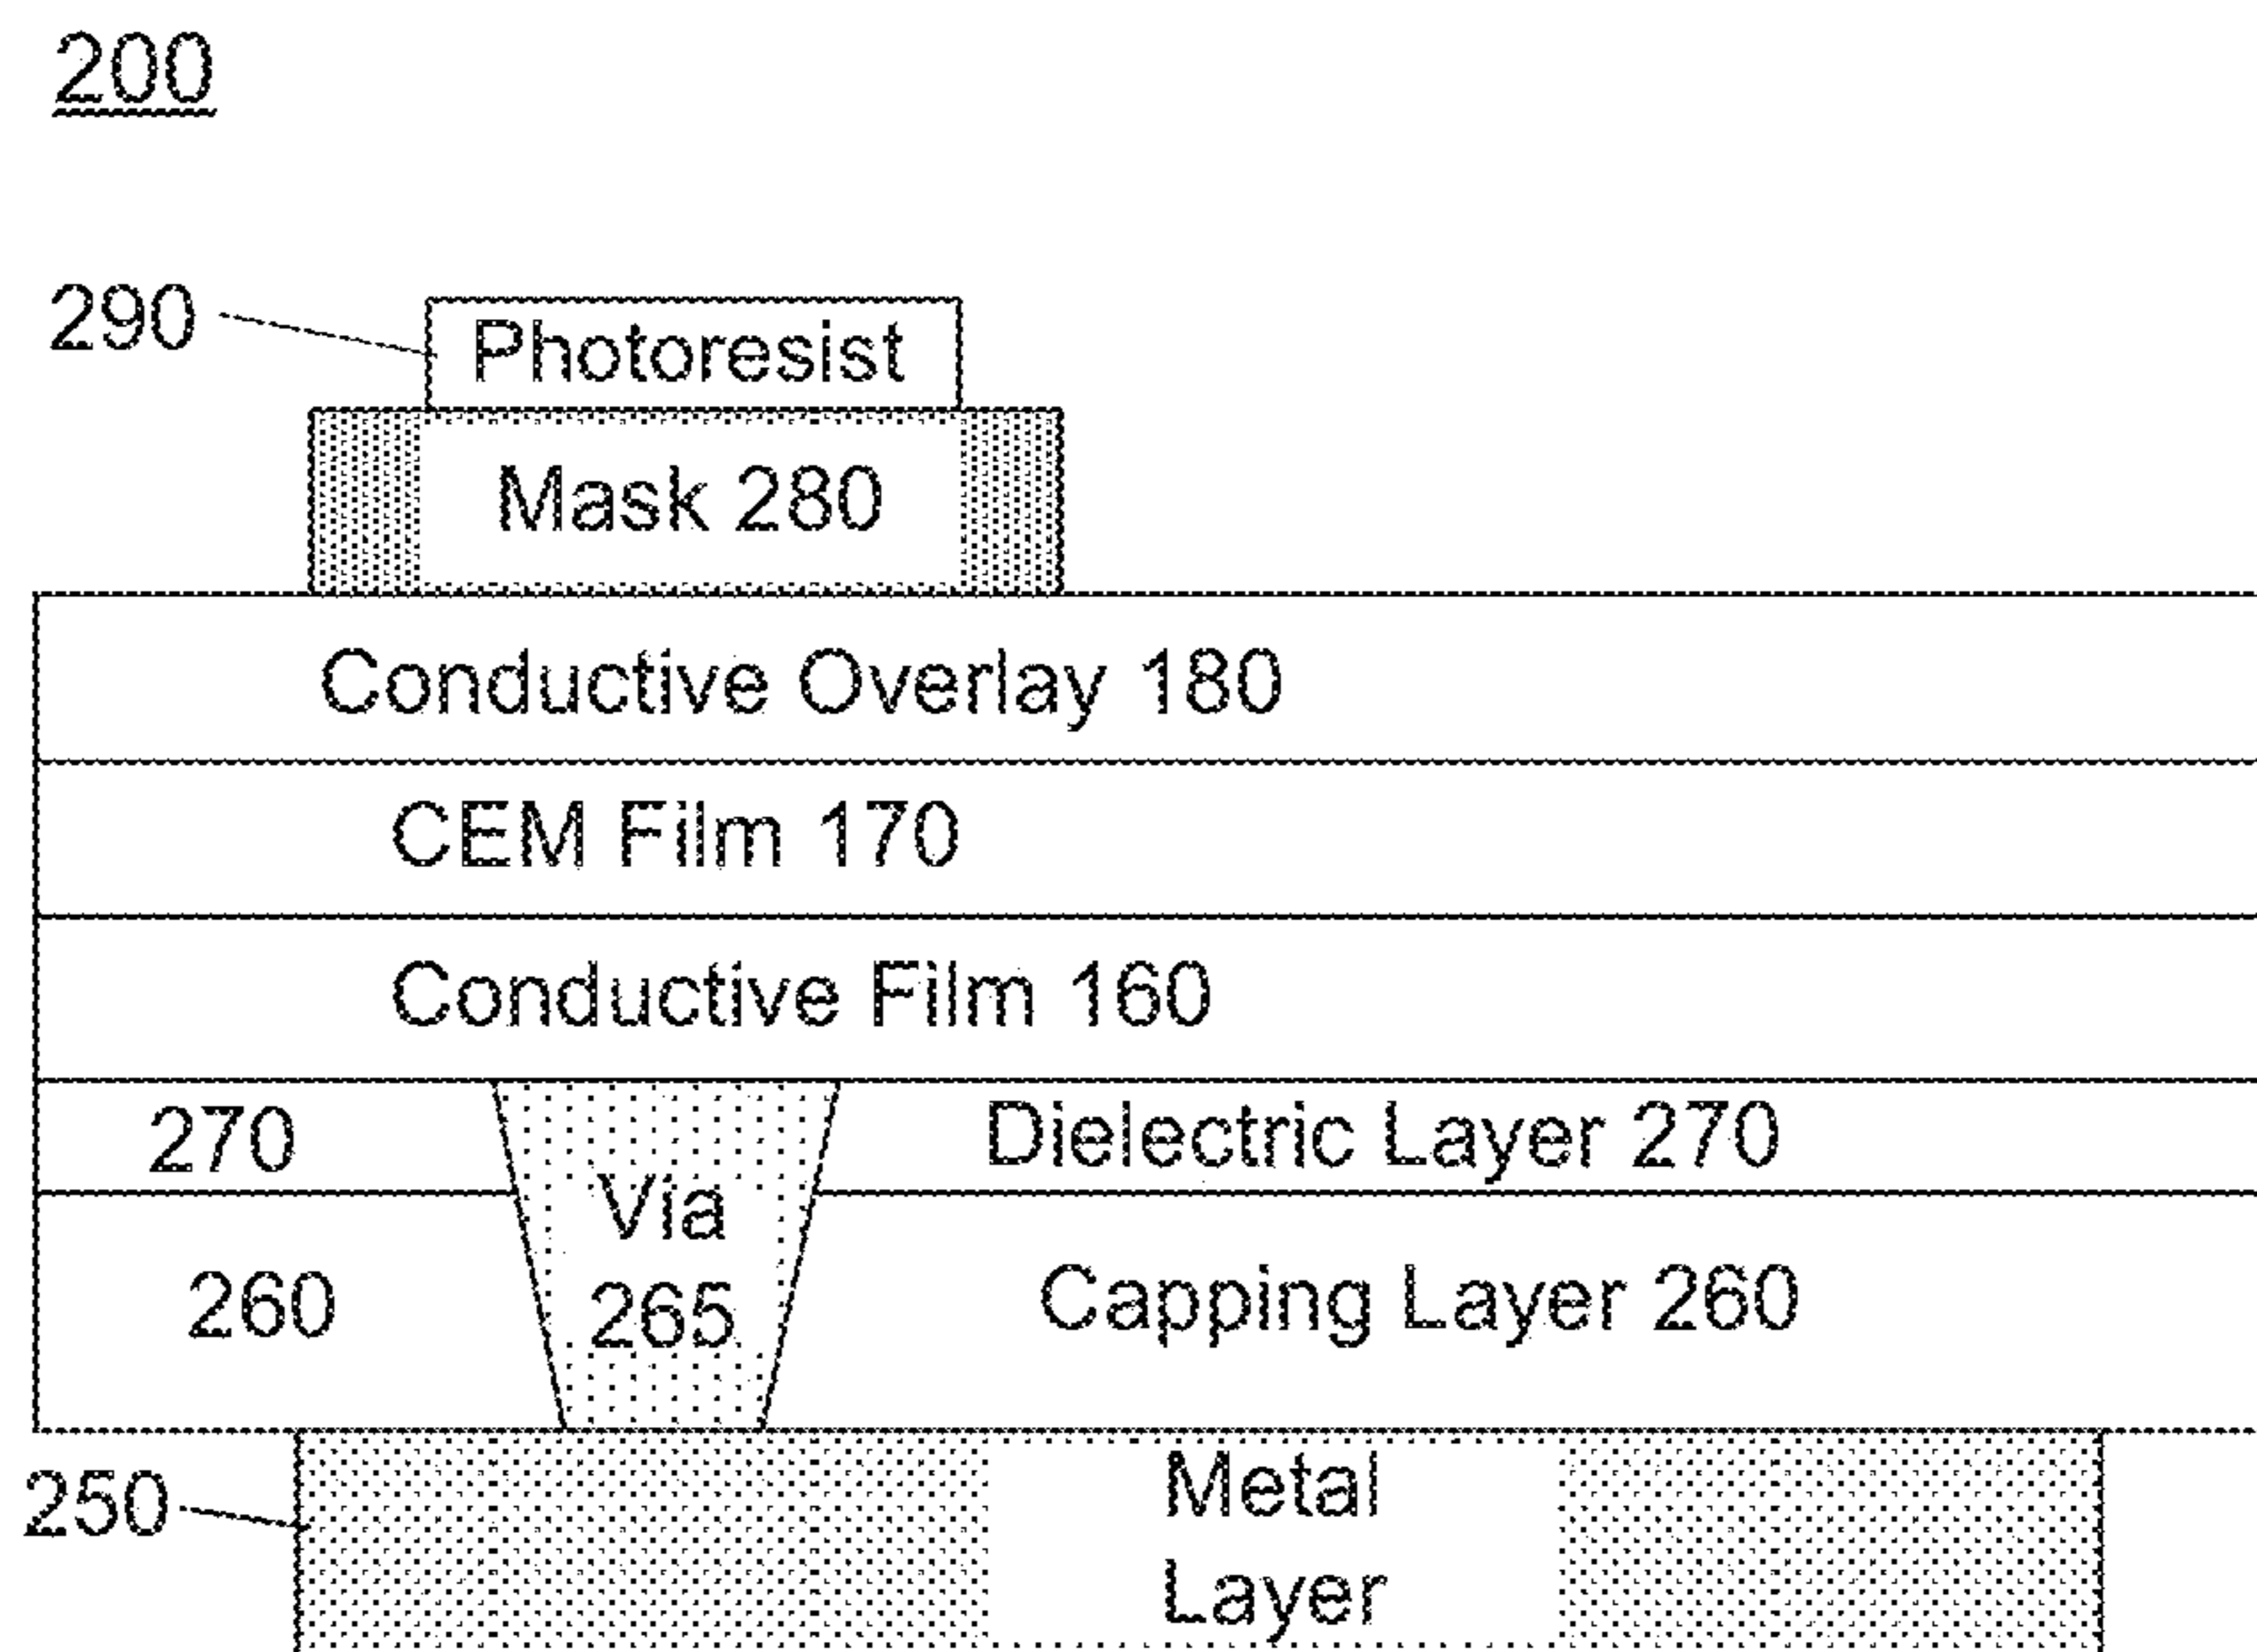 200
290
Photoresist
Mask 280
Conductive Overlay 180
CEM Film 170
Conductive Film 160
270
Dielectric Layer 270
Via
265
260
Capping Layer 260
250
Metal
Layer